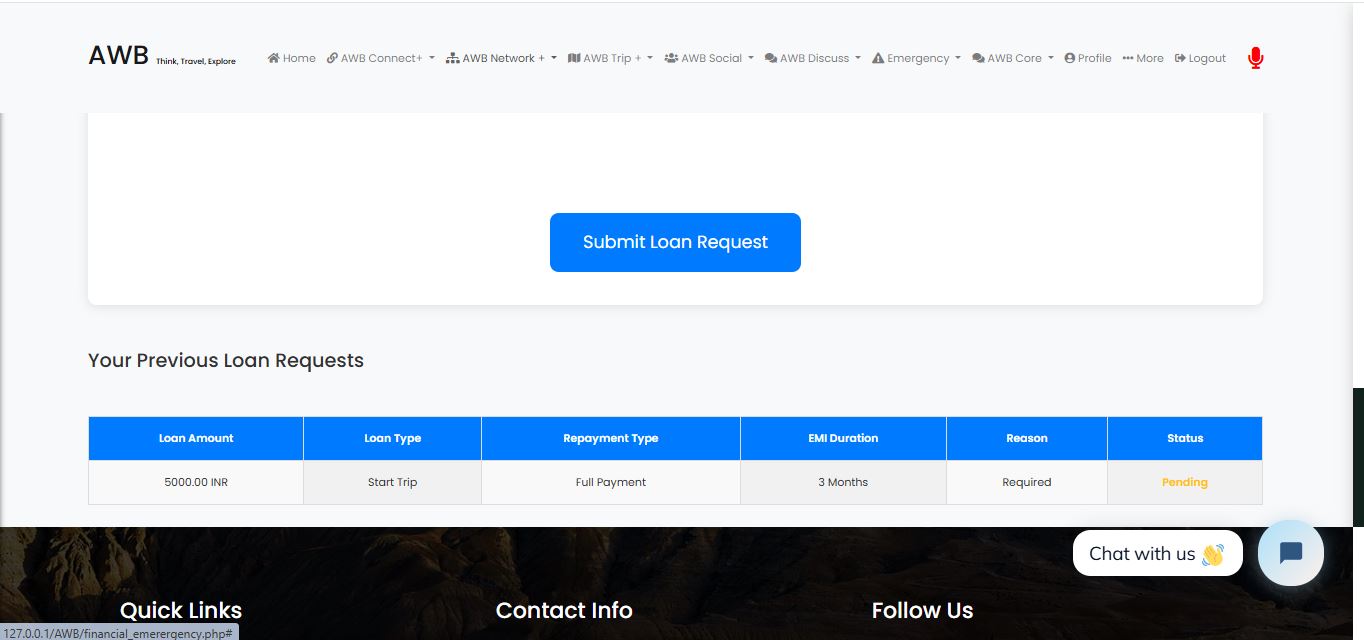 AWB Think, Travel, Explore Home AWB Connect+ AWB Network + AWB Trip + AWB Social AWB Discuss Emergency AWB Core Profile More Logout
Submit Loan Request
Your Previous Loan Requests
Loan Amount Loan Type Repayment Type EMI Duration Reason Status
5000.00 INR Start Trip Full Payment 3 Months Required Pending
Chat with us 👋
Quick Links Contact Info Follow Us
127.0.0.1/AWB/financial_emerergency.php#